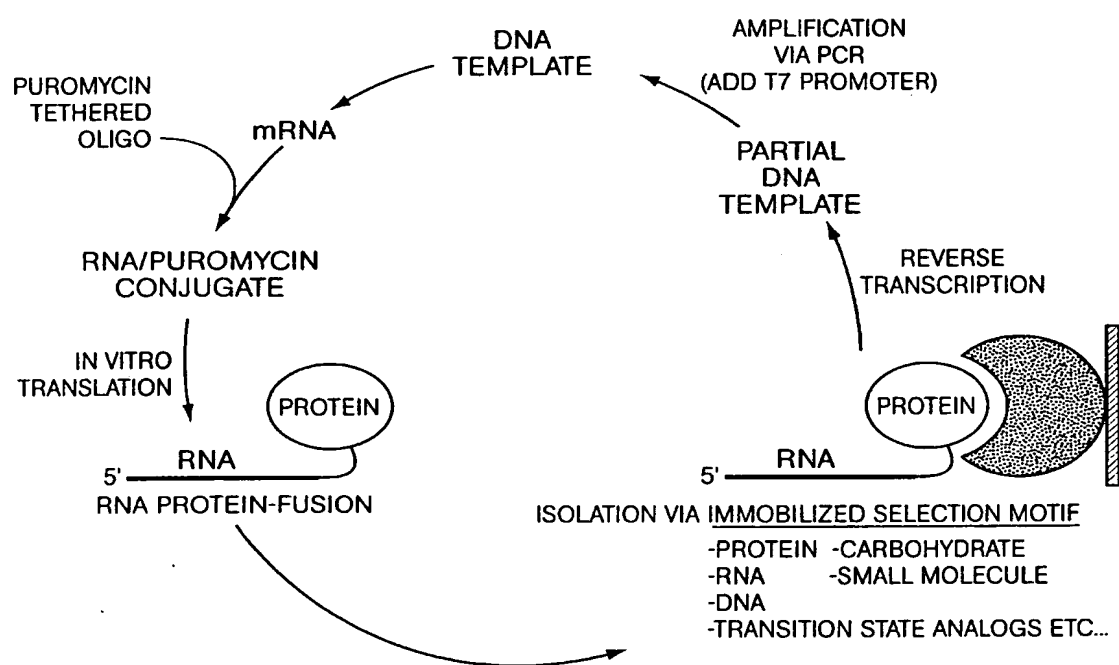 DNA
TEMPLATE
AMPLIFICATION
VIA PCR
(ADD T7 PROMOTER)
PUROMYCIN
TETHERED
OLIGO
mRNA
PARTIAL
DNA
TEMPLATE
RNA/PUROMYCIN
CONJUGATE
REVERSE
TRANSCRIPTION
IN VITRO
TRANSLATION
PROTEIN
5' RNA
RNA PROTEIN-FUSION
PROTEIN
5' RNA
ISOLATION VIA IMMOBILIZED SELECTION MOTIF
-PROTEIN -CARBOHYDRATE
-RNA -SMALL MOLECULE
-DNA
-TRANSITION STATE ANALOGS ETC...